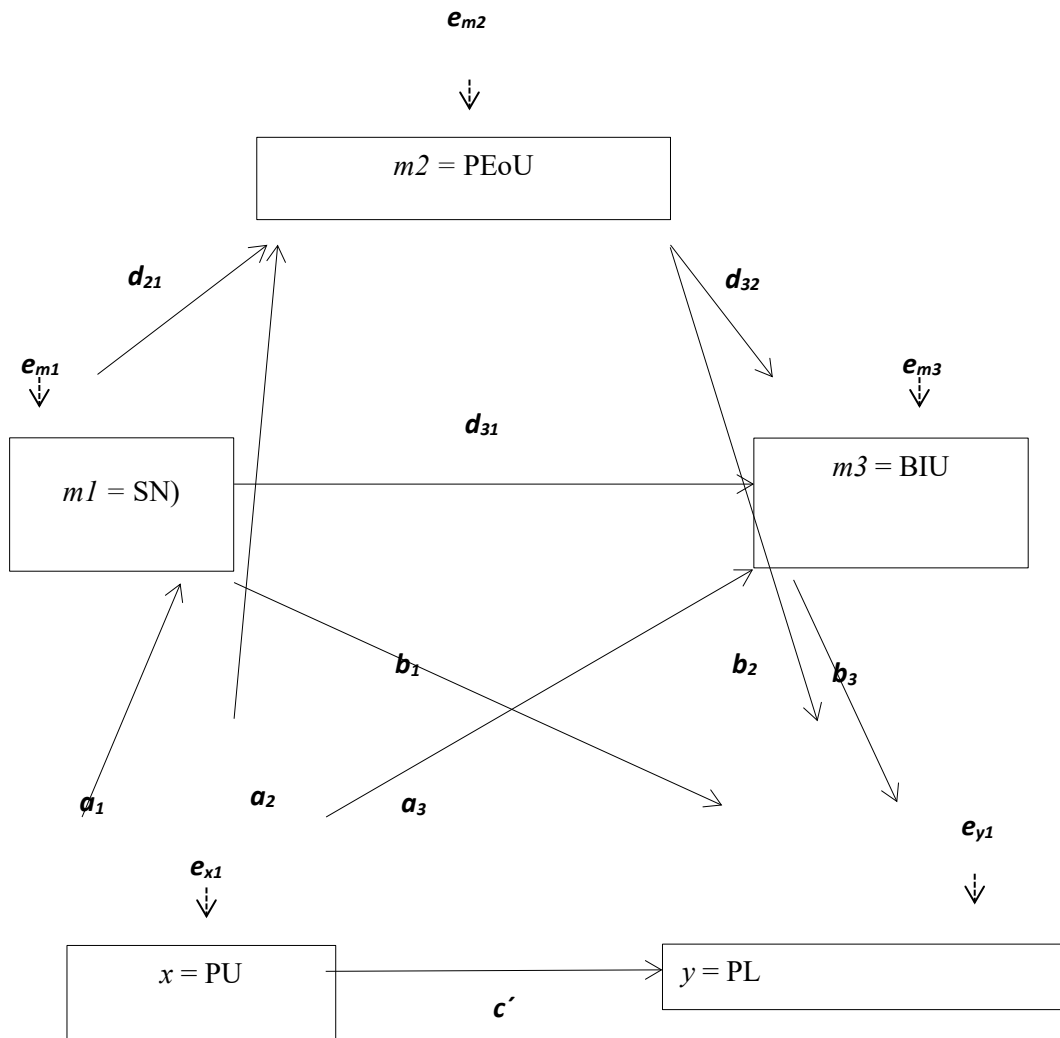 em2
m2 = PEoU
d21
d32
em1
em3
d31
m1 = SN)
m3 = BIU
b1
b2
b3
a1
a2
a3
ey1
ex1
x = PU
y = PL
c´